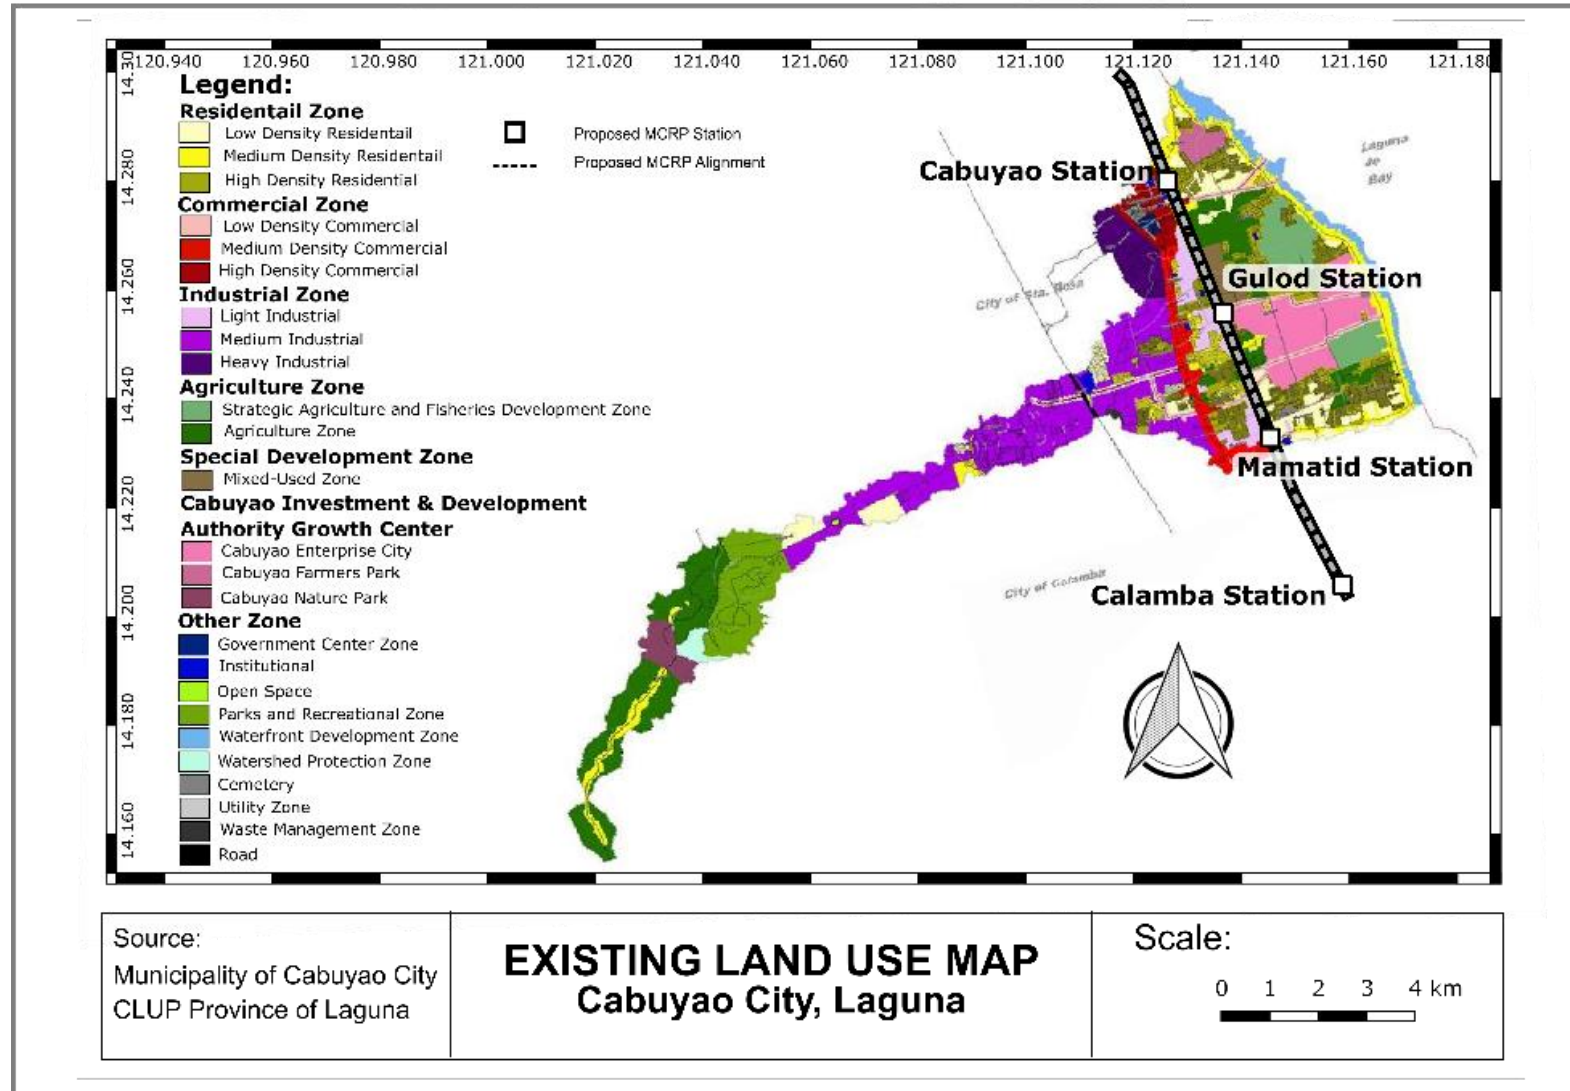 120.940 120.960 120.980 121.000 121.020 121.040 121.060 121.080 121.100 121.120 121.140 121.160 121.180
14.30
14.280
14.260
14.240
14.220
14.200
14.180
14.160
Legend:
Residentail Zone
Low Density Residentail
Medium Density Residentail
High Density Residential
Commercial Zone
Low Density Commercial
Medium Density Commercial
High Density Commercial
Industrial Zone
Light Industrial
Medium Industrial
Heavy Industrial
Agriculture Zone
Strategic Agriculture and Fisheries Development Zone
Agriculture Zone
Special Development Zone
Mixed-Used Zone
Cabuyao Investment & Development
Authority Growth Center
Cabuyao Enterprise City
Cabuyao Farmers Park
Cabuyao Nature Park
Other Zone
Government Center Zone
Institutional
Open Space
Parks and Recreational Zone
Waterfront Development Zone
Watershed Protection Zone
Cemetery
Utility Zone
Waste Management Zone
Road
Proposed MCRP Station
Proposed MCRP Alignment
Laguna
de
Bay
Cabuyao Station
Gulod Station
City of Sta. Rosa
Mamatid Station
City of Calamba
Calamba Station
Source:
Municipality of Cabuyao City
CLUP Province of Laguna
EXISTING LAND USE MAP
Cabuyao City, Laguna
Scale:
0 1 2 3 4 km